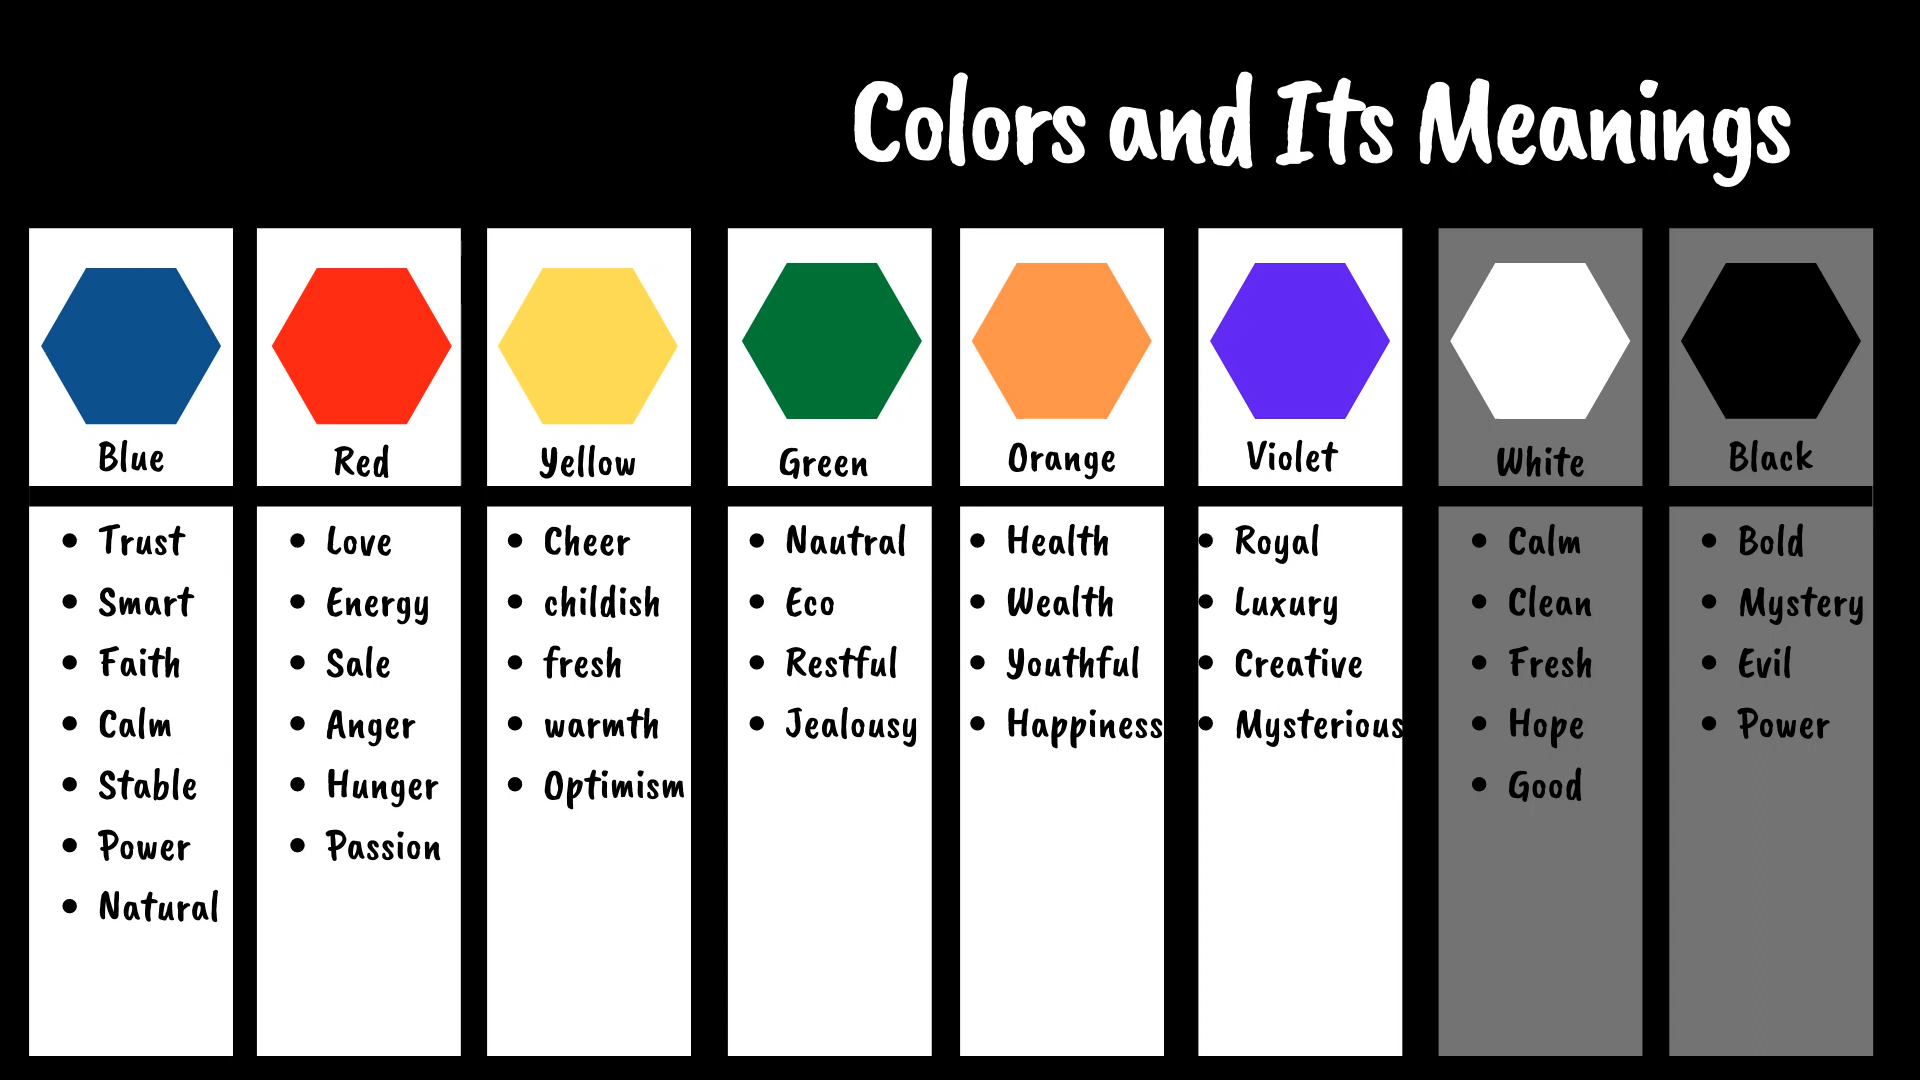 Colors and Its Meanings
Blue
• Trust
• Smart
• Faith
• Calm
• Stable
• Power
• Natural
Red
• Love
• Energy
• Sale
• Anger
• Hunger
• Passion
Yellow
• Cheer
• childish
• fresh
• warmth
• Optimism
Green
• Nautral
• Eco
• Restful
• Jealousy
Orange
• Health
• Wealth
• Youthful
• Happiness
Violet
• Royal
• Luxury
• Creative
• Mysterious
White
• Calm
• Clean
• Fresh
• Hope
• Good
Black
• Bold
• Mystery
• Evil
• Power